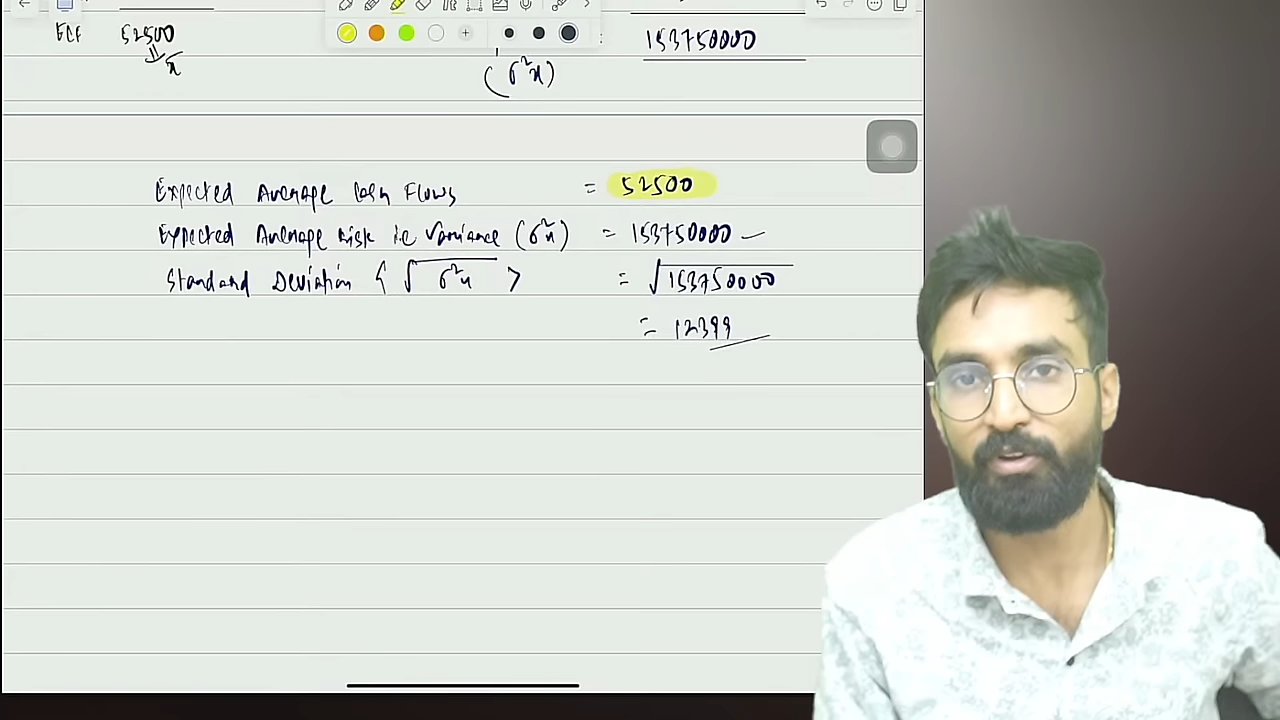 ECF 52500
x̄
153750000
(σ²x)
Expected Average Cash Flows = 52500
Expected Average Risk i.e Variance (σ²x) = 153750000
Standard Deviation { √σ²x } = √153750000
= 12399